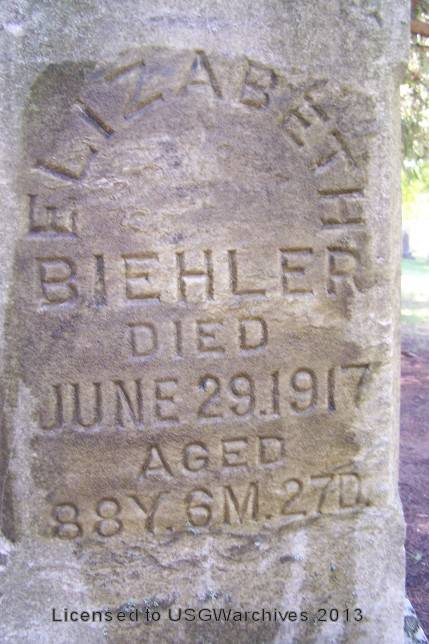 ELIZABETH
BIEHLER
DIED
JUNE 29.1917
AGED
88Y. 6M. 27D.
Licensed to USGWarchives 2013